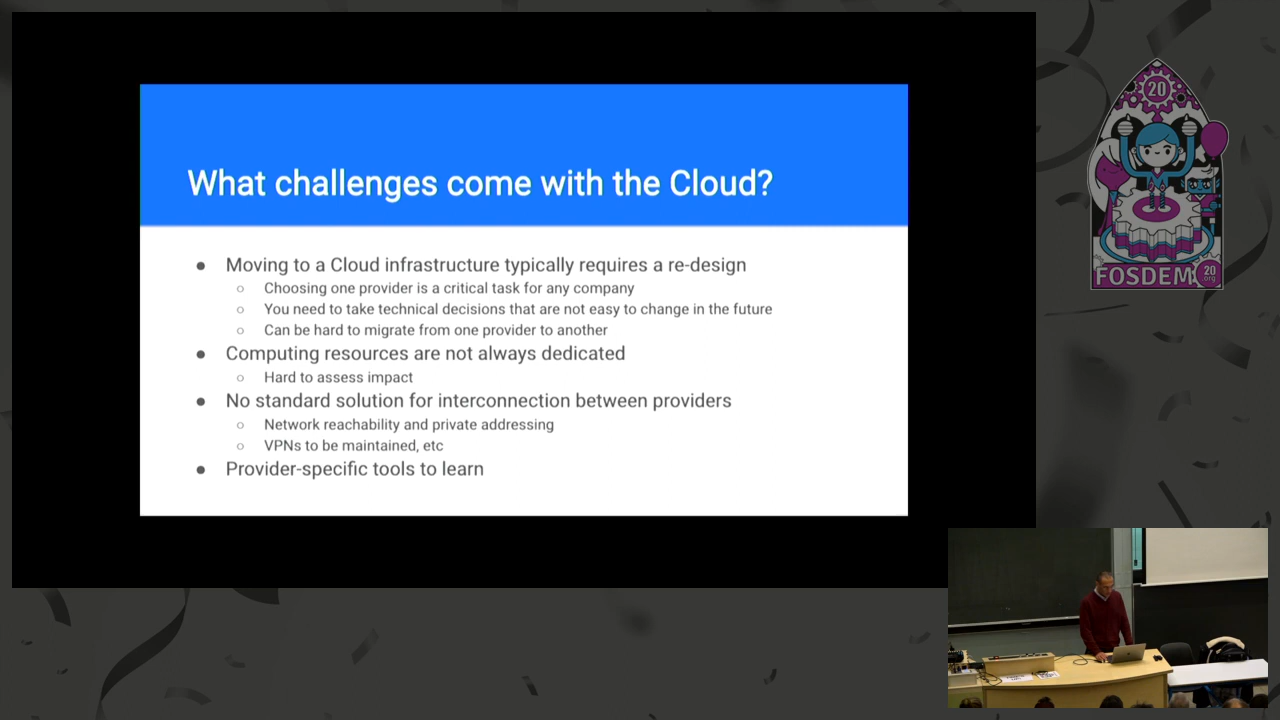 What challenges come with the Cloud?
● Moving to a Cloud infrastructure typically requires a re-design
○ Choosing one provider is a critical task for any company
○ You need to take technical decisions that are not easy to change in the future
○ Can be hard to migrate from one provider to another
● Computing resources are not always dedicated
○ Hard to assess impact
● No standard solution for interconnection between providers
○ Network reachability and private addressing
○ VPNs to be maintained, etc
● Provider-specific tools to learn
20
FOSDEM
20
org